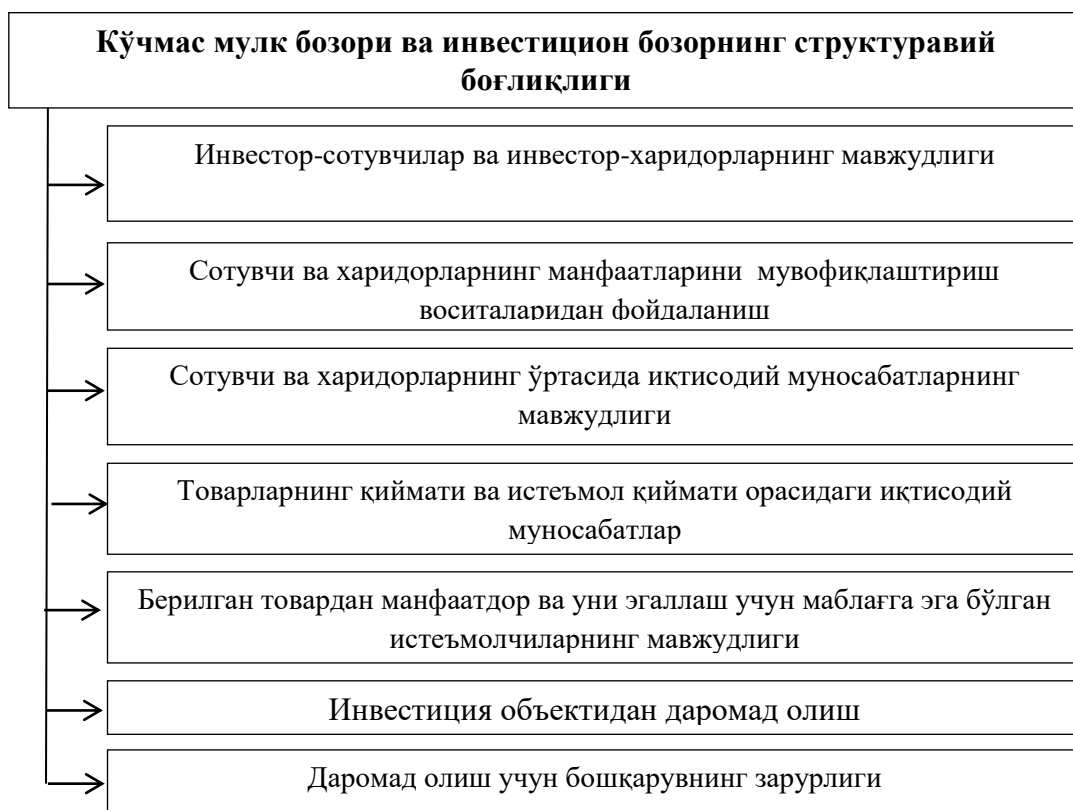 Кўчмас мулк бозори ва инвестицион бозорнинг структуравий
боғлиқлиги
Инвестор-сотувчилар ва инвестор-харидорларнинг мавжудлиги
Сотувчи ва харидорларнинг манфаатларини мувофиқлаштириш
воситаларидан фойдаланиш
Сотувчи ва харидорларнинг ўртасида иқтисодий муносабатларнинг
мавжудлиги
Товарларнинг қиймати ва истеъмол қиймати орасидаги иқтисодий
муносабатлар
Берилган товардан манфаатдор ва уни эгаллаш учун маблағга эга бўлган
истеъмолчиларнинг мавжудлиги
Инвестиция объектидан даромад олиш
Даромад олиш учун бошқарувнинг зарурлиги